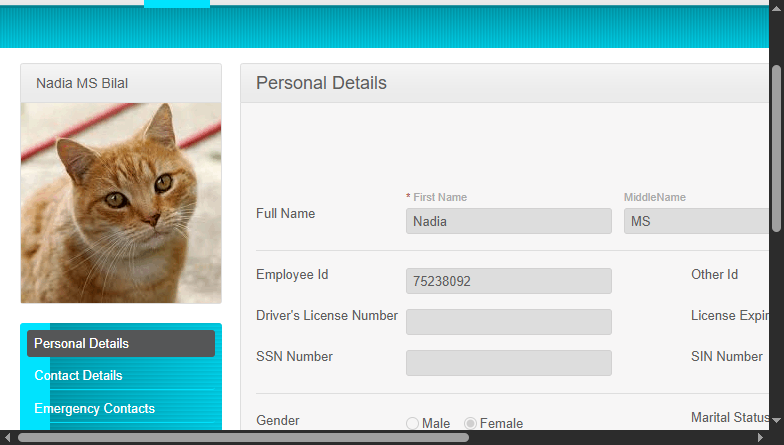 Nadia MS Bilal
Personal Details
* First Name
MiddleName
Full Name
Nadia
MS
Employee Id
75238092
Other Id
Driver's License Number
License Expir
SSN Number
SIN Number
Personal Details
Contact Details
Emergency Contacts
Gender
Male
Female
Marital Status